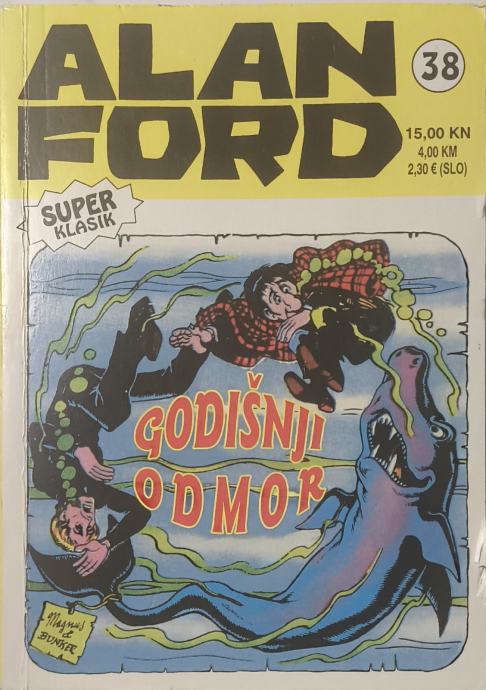 ALAN
FORD
38
15,00 KN
4,00 KM
2,30 € (SLO)
SUPER
KLASIK
GODIŠNJI
ODMOR
Magnus
&
BUNKER